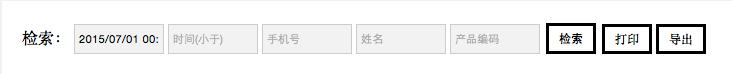 检索： 2015/07/01 00: 时间(小于) 手机号 姓名 产品编码 检索 打印 导出